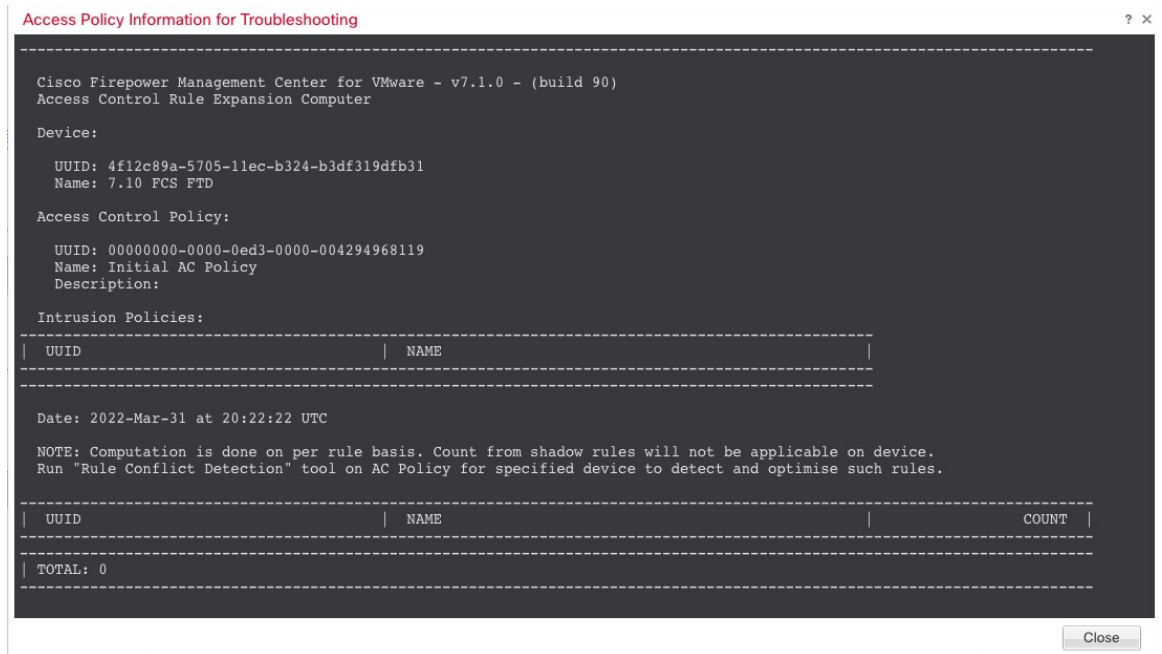 Access Policy Information for Troubleshooting ? ×
Cisco Firepower Management Center for VMware - v7.1.0 - (build 90)
Access Control Rule Expansion Computer
Device:
UUID: 4f12c89a-5705-11ec-b324-b3df319dfb31
Name: 7.10 FCS FTD
Access Control Policy:
UUID: 00000000-0000-0ed3-0000-004294968119
Name: Initial AC Policy
Description:
Intrusion Policies:
| UUID | NAME |
Date: 2022-Mar-31 at 20:22:22 UTC
NOTE: Computation is done on per rule basis. Count from shadow rules will not be applicable on device.
Run "Rule Conflict Detection" tool on AC Policy for specified device to detect and optimise such rules.
| UUID | NAME | COUNT |
| TOTAL: 0
Close